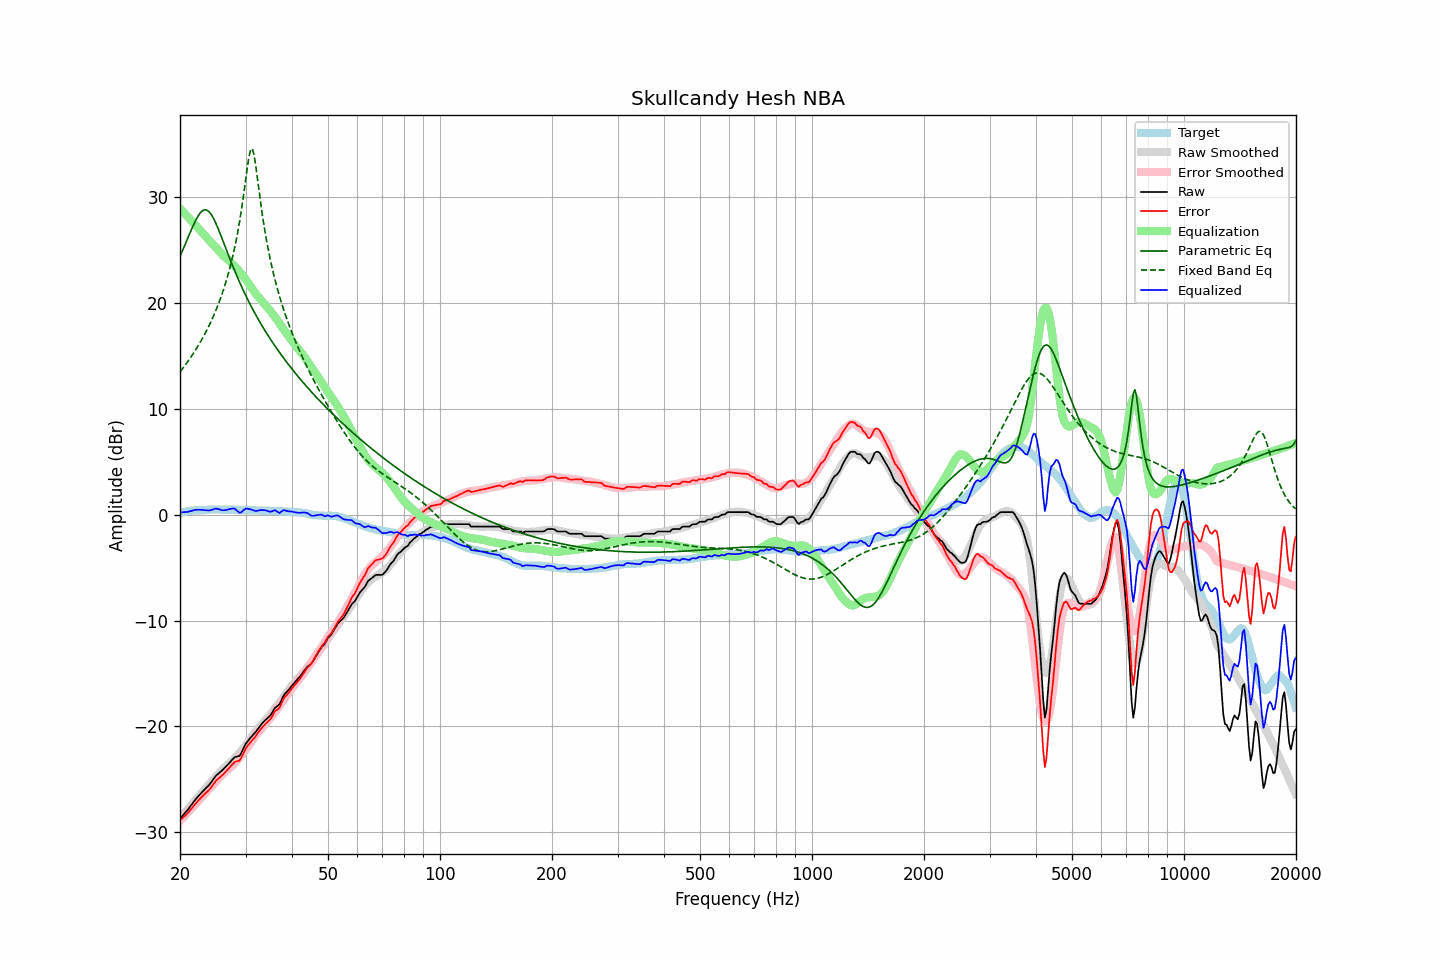 Skullcandy Hesh NBA
Target
Raw Smoothed
Error Smoothed
Raw
Error
Equalization
Parametric Eq
Fixed Band Eq
Equalized
Amplitude (dBr)
30
20
10
0
−10
−20
−30
20
50
100
200
500
1000
2000
5000
10000
20000
Frequency (Hz)